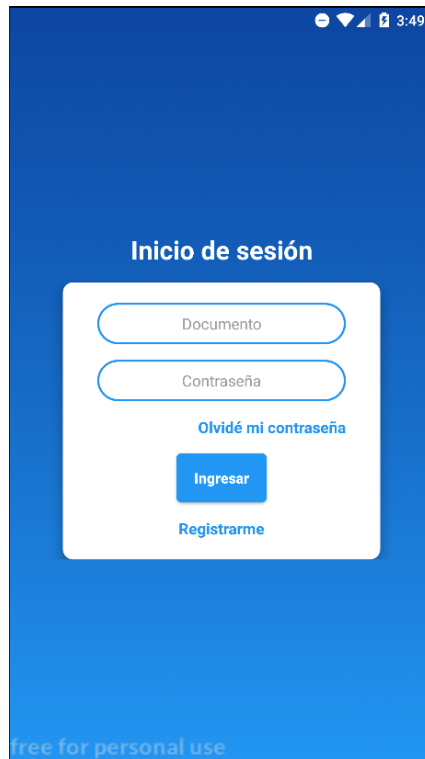 3:49
Inicio de sesión
Documento
Contraseña
Olvidé mi contraseña
Ingresar
Registrarme
free for personal use